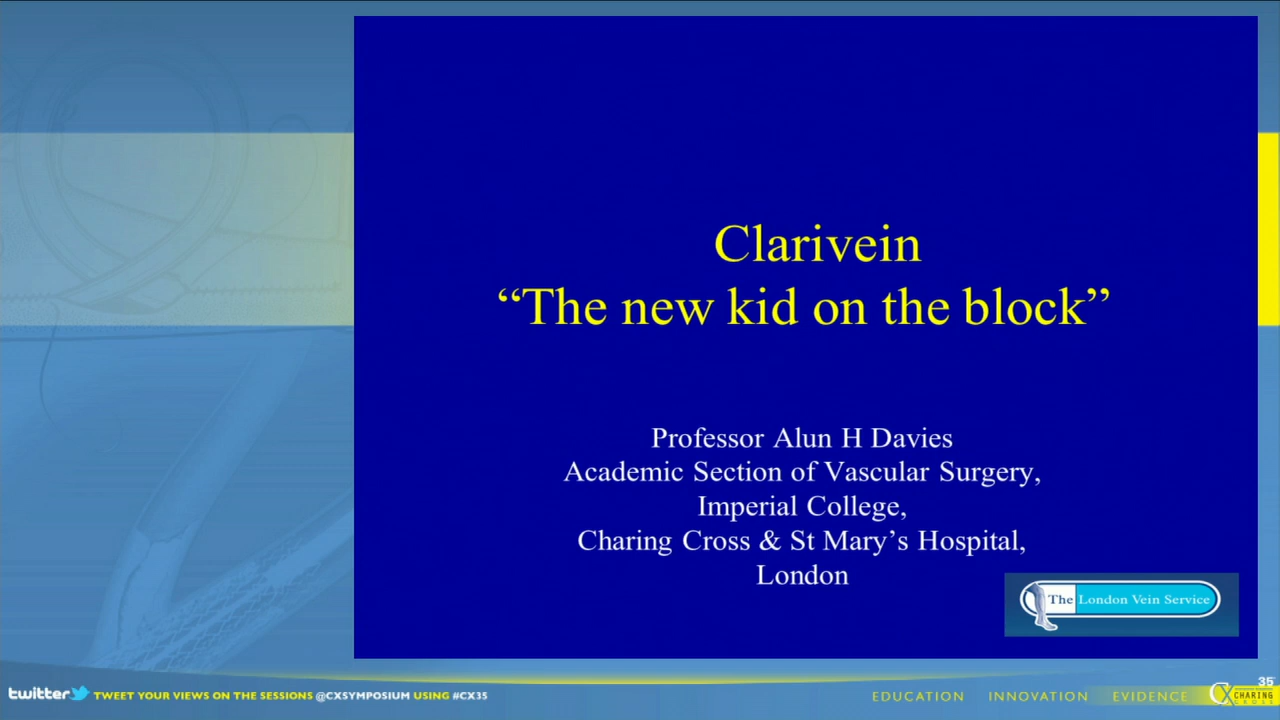 Clarivein
“The new kid on the block”
Professor Alun H Davies
Academic Section of Vascular Surgery,
Imperial College,
Charing Cross & St Mary’s Hospital,
London
The London Vein Service
twitter TWEET YOUR VIEWS ON THE SESSIONS @CXSYMPOSIUM USING #CX35
EDUCATION INNOVATION EVIDENCE
35
CX CHARING
CROSS